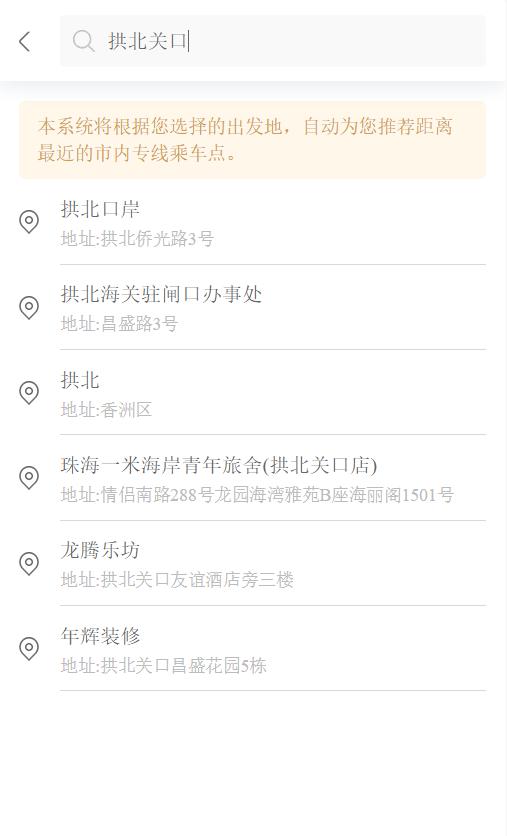 拱北关口
本系统将根据您选择的出发地，自动为您推荐距离
最近的市内专线乘车点。
拱北口岸
地址:拱北侨光路3号
拱北海关驻闸口办事处
地址:昌盛路3号
拱北
地址:香洲区
珠海一米海岸青年旅舍(拱北关口店)
地址:情侣南路288号龙园海湾雅苑B座海丽阁1501号
龙腾乐坊
地址:拱北关口友谊酒店旁三楼
年辉装修
地址:拱北关口昌盛花园5栋